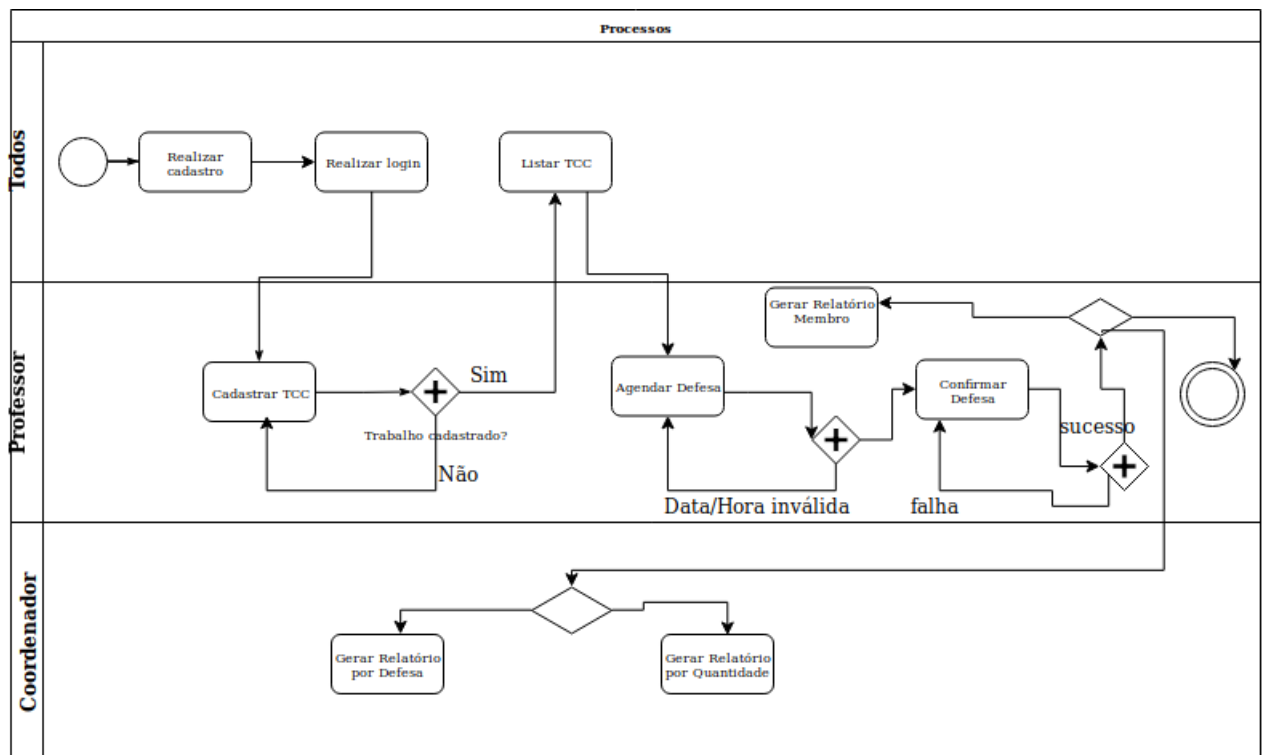 Processos
Todos
Realizar
cadastro
Realizar login
Listar TCC
Professor
Cadastrar TCC
Trabalho cadastrado?
Sim
Não
Agendar Defesa
Data/Hora inválida
Gerar Relatório
Membro
Confirmar
Defesa
sucesso
falha
Coordenador
Gerar Relatório
por Defesa
Gerar Relatório
por Quantidade